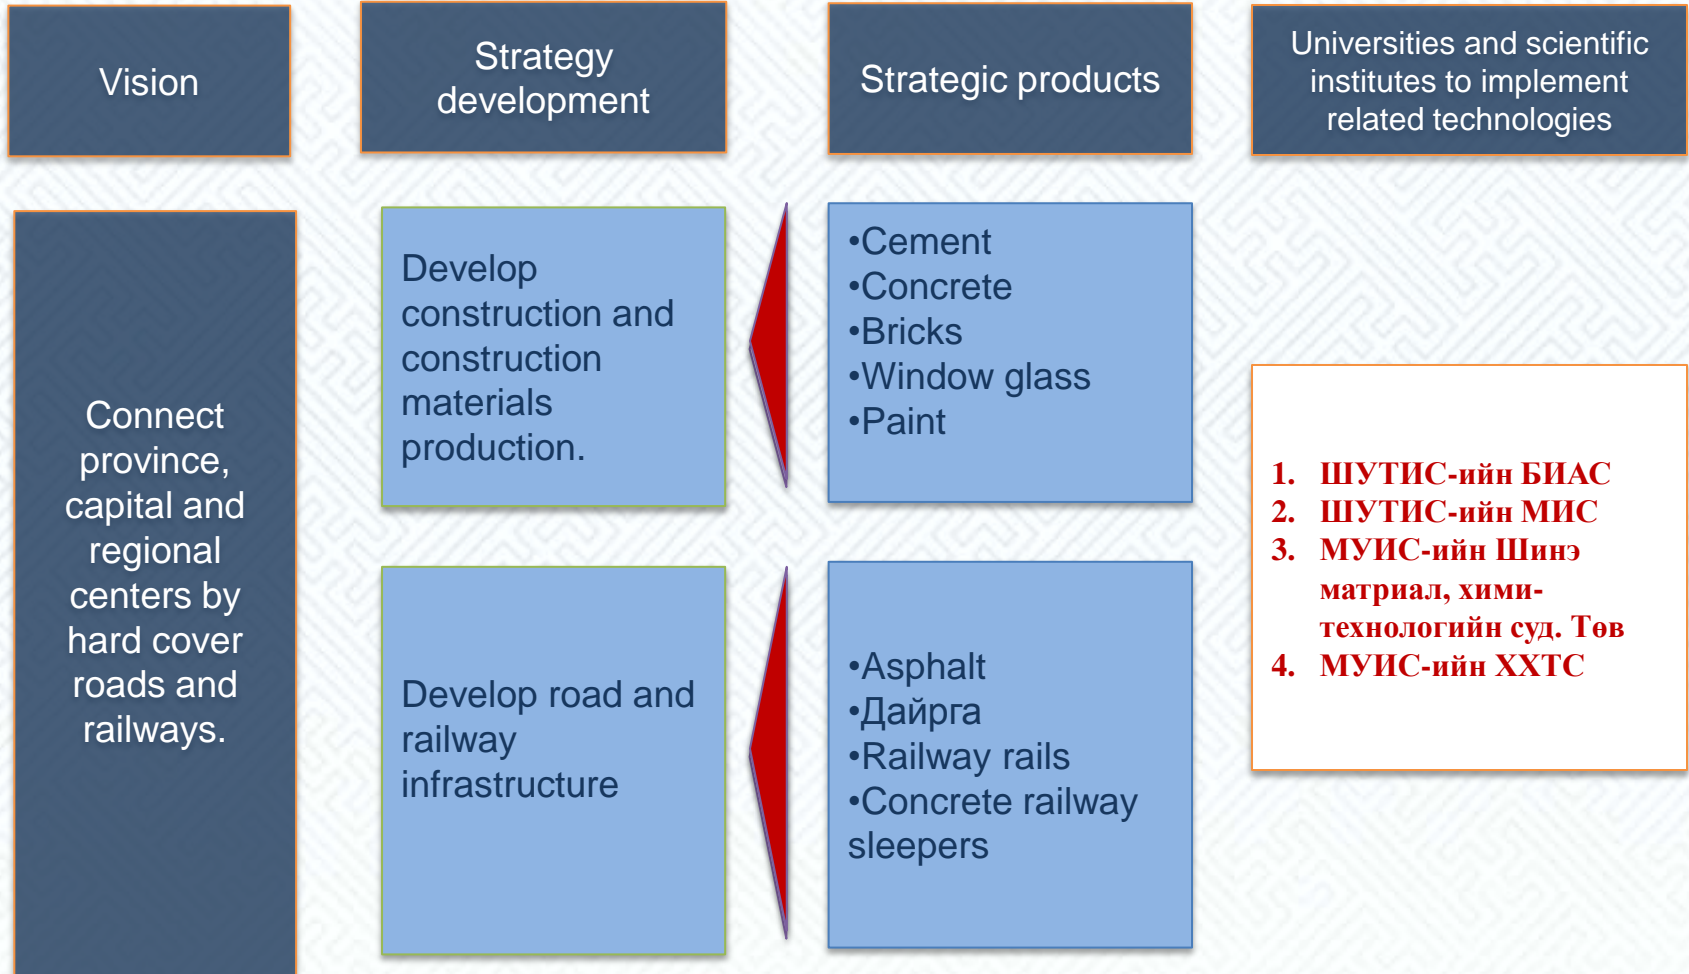 Vision
Strategy
development
Strategic products
Universities and scientific
institutes to implement
related technologies
Connect
province,
capital and
regional
centers by
hard cover
roads and
railways.
Develop
construction and
construction
materials
production.
•Cement
•Concrete
•Bricks
•Window glass
•Paint
Develop road and
railway
infrastructure
•Asphalt
•Дайрга
•Railway rails
•Concrete railway
sleepers
1. ШУТИС-ийн БИАС
2. ШУТИС-ийн МИС
3. МУИС-ийн Шинэ
матриал, хими-
технологийн суд. Төв
4. МУИС-ийн ХХТС